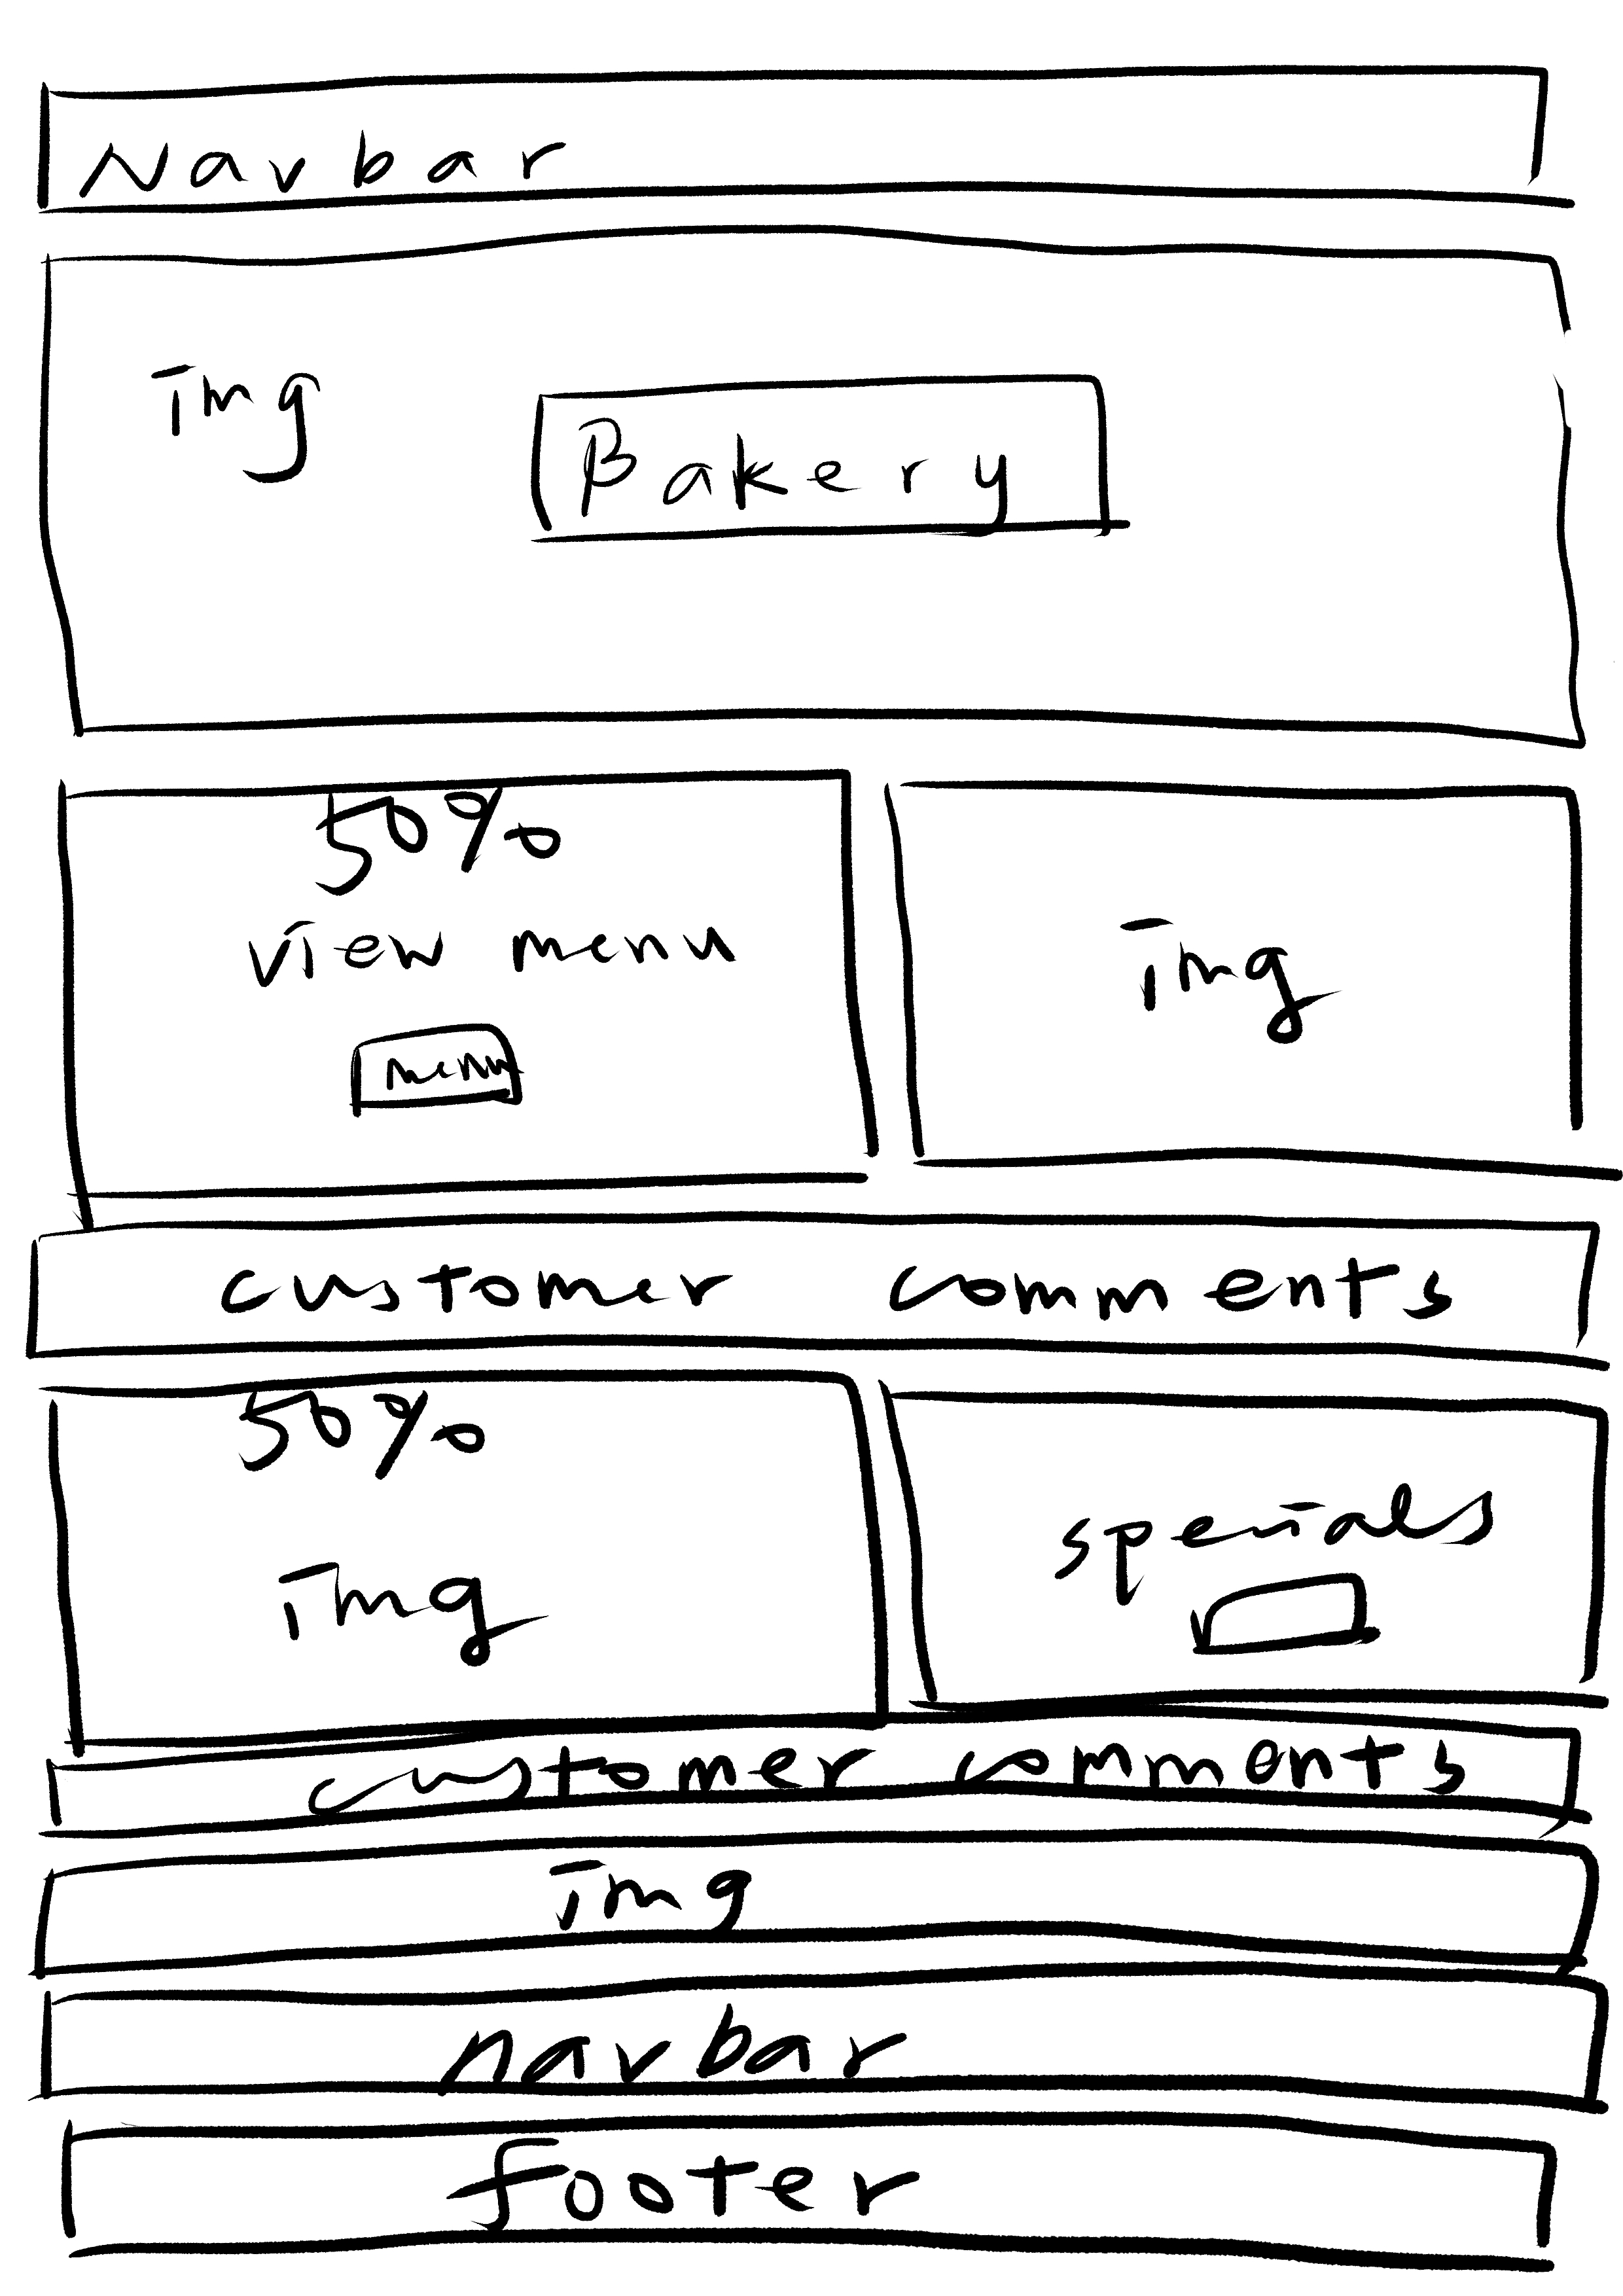 Navbar
img
Bakery
50%
view menu
menu
img
customer comments
50%
img
specials
customer comments
img
navbar
footer